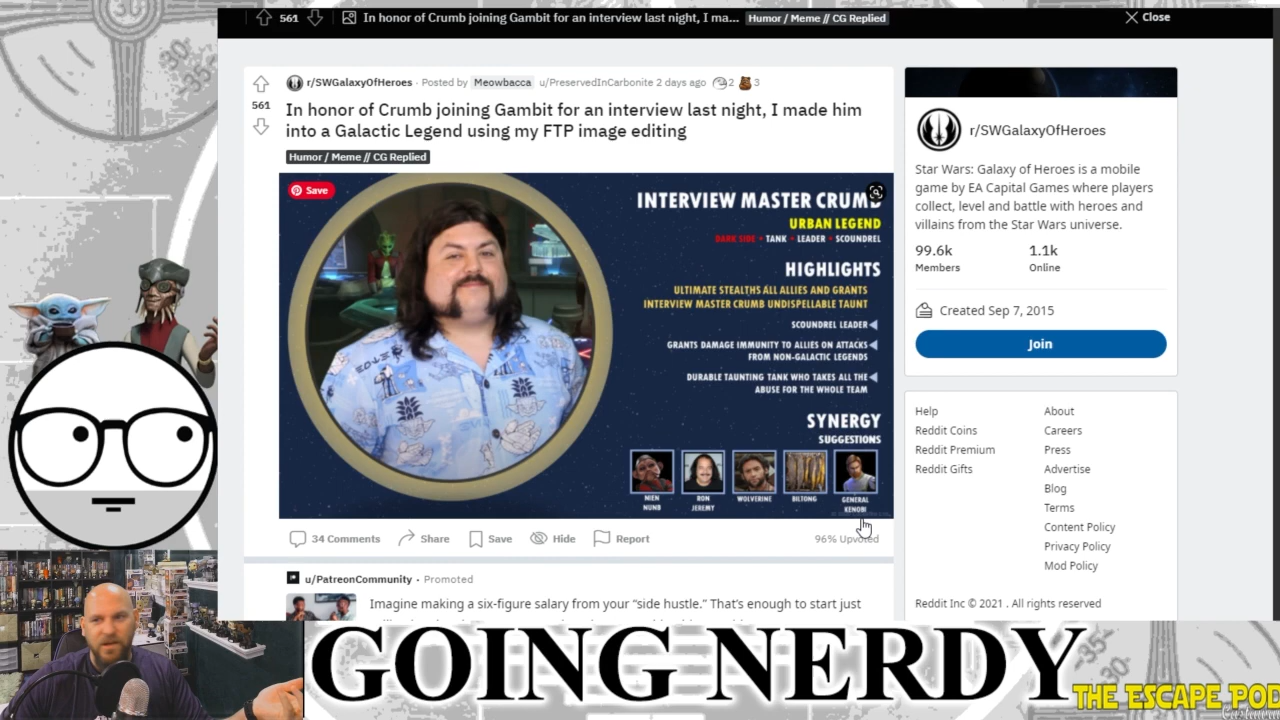 561
In honor of Crumb joining Gambit for an interview last night, I ma...
Humor / Meme // CG Replied
Close
r/SWGalaxyOfHeroes · Posted by Meowbacca u/PreservedInCarbonite 2 days ago 2 3
561
In honor of Crumb joining Gambit for an interview last night, I made him
into a Galactic Legend using my FTP image editing
Humor / Meme // CG Replied
Save
INTERVIEW MASTER CRUMB
URBAN LEGEND
DARK SIDE · TANK · LEADER · SCOUNDREL
HIGHLIGHTS
ULTIMATE STEALTHS ALL ALLIES AND GRANTS
INTERVIEW MASTER CRUMB UNDISPELLABLE TAUNT
SCOUNDREL LEADER
GRANTS DAMAGE IMMUNITY TO ALLIES ON ATTACKS
FROM NON-GALACTIC LEGENDS
DURABLE TAUNTING TANK WHO TAKES ALL THE
ABUSE FOR THE WHOLE TEAM
SYNERGY
SUGGESTIONS
NIEN
NUNB
RON
JEREMY
WOLVERINE
BILTONG
GENERAL
KENOBI
34 Comments
Share
Save
Hide
Report
96% Upvoted
u/PatreonCommunity · Promoted
Imagine making a six-figure salary from your “side hustle.” That’s enough to start just
r/SWGalaxyOfHeroes
Star Wars: Galaxy of Heroes is a mobile
game by EA Capital Games where players
collect, level and battle with heroes and
villains from the Star Wars universe.
99.6k
Members
1.1k
Online
Created Sep 7, 2015
Join
Help
Reddit Coins
Reddit Premium
Reddit Gifts
About
Careers
Press
Advertise
Blog
Terms
Content Policy
Privacy Policy
Mod Policy
Reddit Inc © 2021 . All rights reserved
GOING NERDY
THE ESCAPE POD